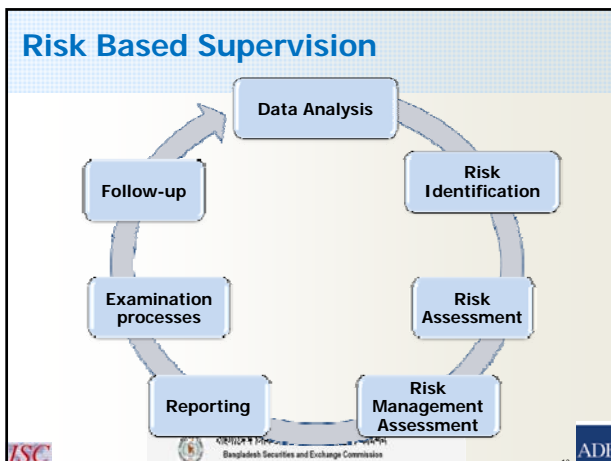 Risk Based Supervision
Data Analysis
Risk
Identification
Risk
Assessment
Risk
Management
Assessment
Reporting
Examination
processes
Follow-up
Bangladesh Securities and Exchange Commission